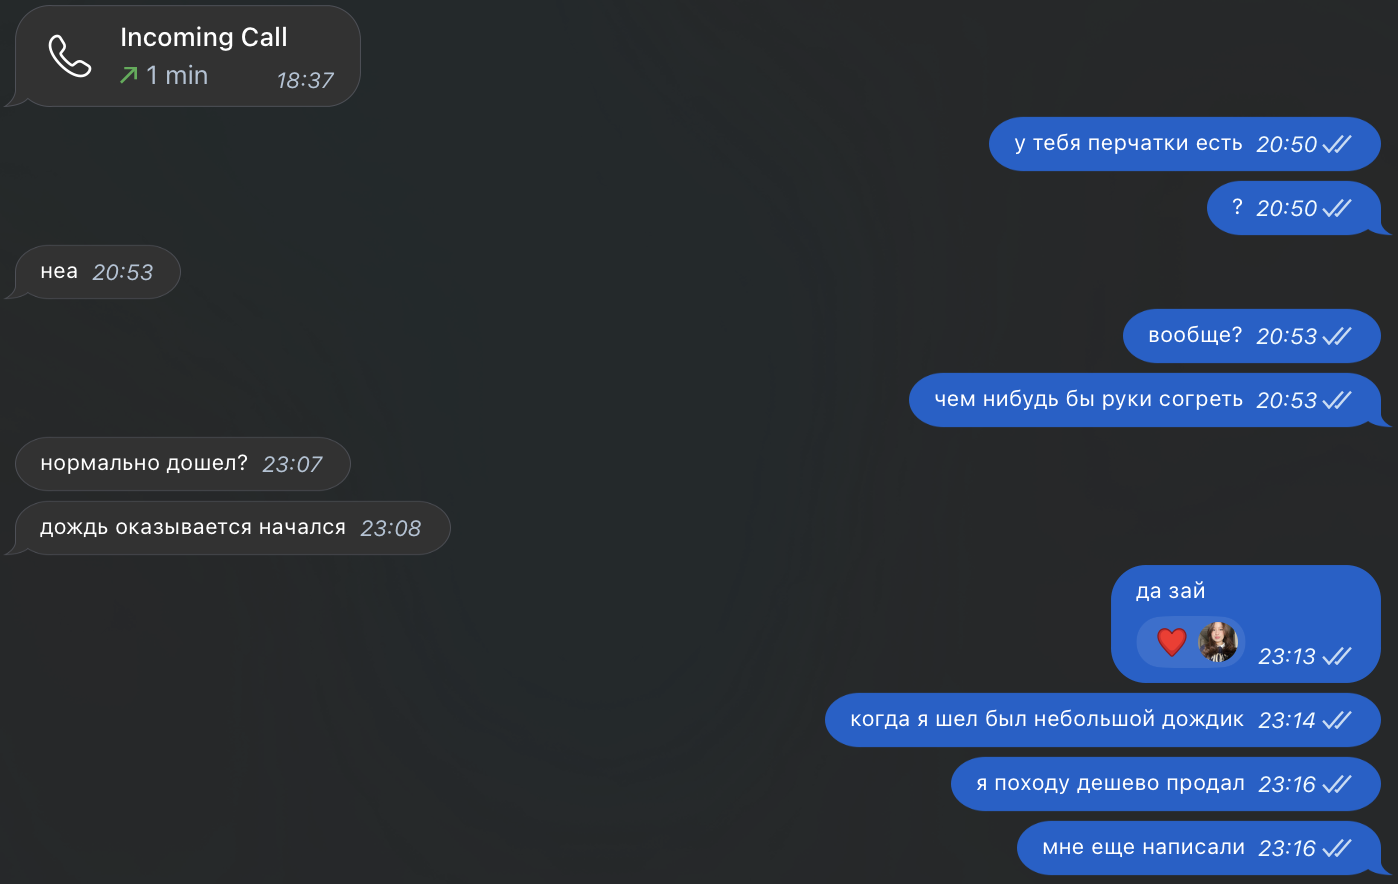 Incoming Call
1 min 18:37
у тебя перчатки есть 20:50
? 20:50
неа 20:53
вообще? 20:53
чем нибудь бы руки согреть 20:53
нормально дошел? 23:07
дождь оказывается начался 23:08
да зай
23:13
когда я шел был небольшой дождик 23:14
я походу дешево продал 23:16
мне еще написали 23:16